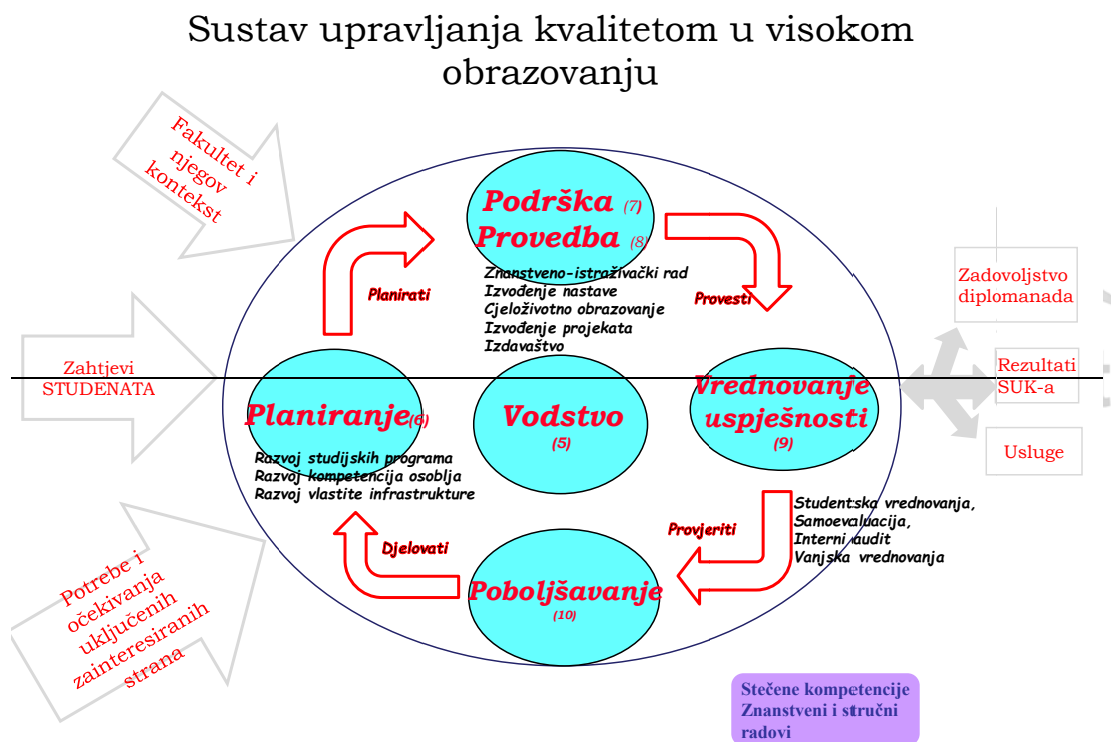 Sustav upravljanja kvalitetom u visokom
obrazovanju
Fakultet i
njegov
kontekst
Podrška (7)
Provedba (8)
Znanstveno-istraživački rad
Izvođenje nastave
Cjeloživotno obrazovanje
Izvođenje projekata
Izdavaštvo
Planirati
Provesti
Zadovoljstvo
diplomanada
Zahtjevi
STUDENATA
Rezultati
SUK-a
Planiranje(6)
Vodstvo
(5)
Vrednovanje
uspješnosti
(9)
Usluge
Razvoj studijskih programa
Razvoj kompetencija osoblja
Razvoj vlastite infrastrukture
Studentska vrednovanja,
Samoevaluacija,
Interni audit
Vanjska vrednovanja
Provjeriti
Djelovati
Potrebe i
očekivanja
uključenih
zainteresiranih
strana
Poboljšavanje
(10)
Stečene kompetencije
Znanstveni i stručni
radovi